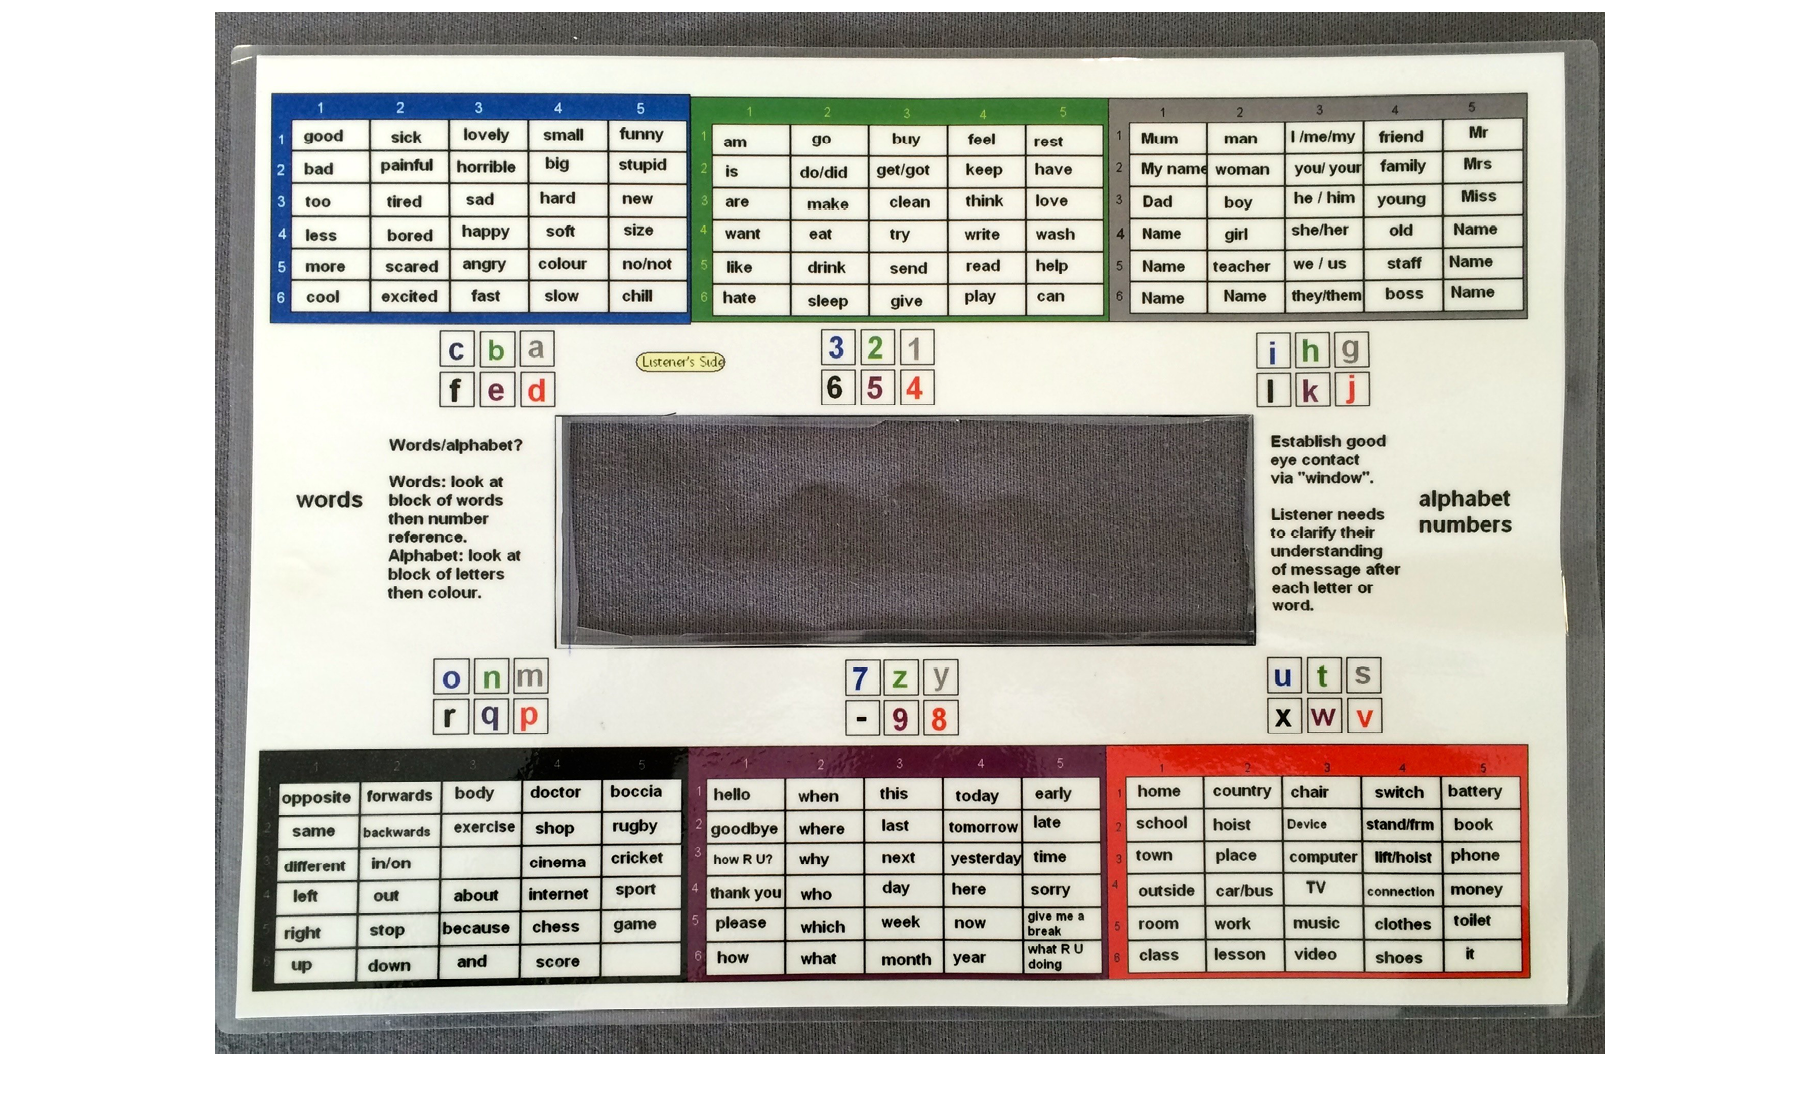 1 2 3 4 5
1 good sick lovely small funny
2 bad painful horrible big stupid
3 too tired sad hard new
4 less bored happy soft size
5 more scared angry colour no/not
6 cool excited fast slow chill
1 2 3 4 5
1 am go buy feel rest
2 is do/did get/got keep have
3 are make clean think love
4 want eat try write wash
5 like drink send read help
6 hate sleep give play can
1 2 3 4 5
1 Mum man I /me/my friend Mr
2 My name woman you/ your family Mrs
3 Dad boy he / him young Miss
4 Name girl she/her old Name
5 Name teacher we / us staff Name
6 Name Name they/them boss Name
c b a
f e d
Listener's Side
3 2 1
6 5 4
i h g
l k j
words
Words/alphabet?
Words: look at
block of words
then number
reference.
Alphabet: look at
block of letters
then colour.
Establish good
eye contact
via "window".
Listener needs
to clarify their
understanding
of message after
each letter or
word.
alphabet
numbers
o n m
r q p
7 z y
- 9 8
u t s
x w v
1 2 3 4 5
1 opposite forwards body doctor boccia
2 same backwards exercise shop rugby
3 different in/on cinema cricket
4 left out about internet sport
5 right stop because chess game
6 up down and score
1 2 3 4 5
1 hello when this today early
2 goodbye where last tomorrow late
3 how R U? why next yesterday time
4 thank you who day here sorry
5 please which week now give me a break
6 how what month year what R U doing
1 2 3 4 5
1 home country chair switch battery
2 school hoist Device stand/frm book
3 town place computer lift/hoist phone
4 outside car/bus TV connection money
5 room work music clothes toilet
6 class lesson video shoes it